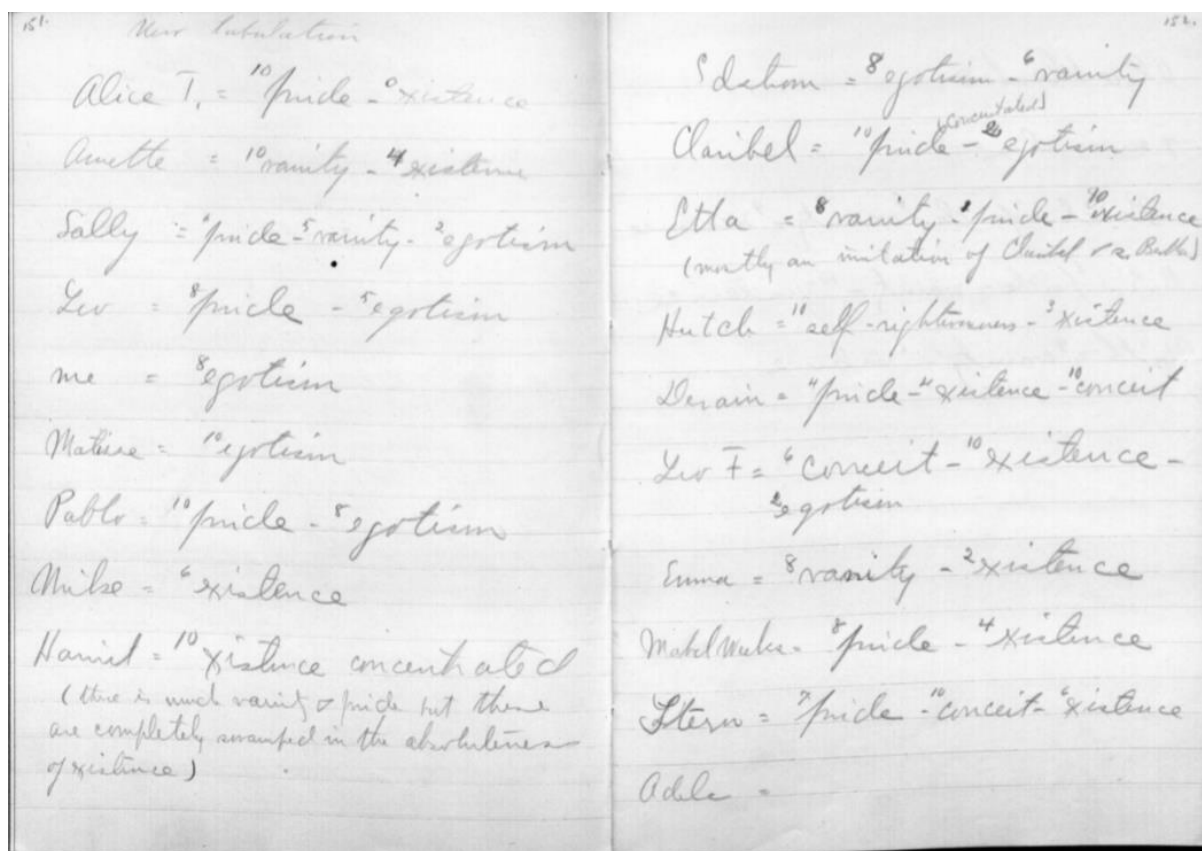 151.
New Tabulation
Alice T. = 10 pride - 0 xistence
Annette = 10 vanity - 4 xistence
Sally = pride - 5 vanity - 2 egotism
Leo = 8 pride - 5 egotism
me = 8 egotism
Matisse = 10 egotism
Pablo = 10 pride - 8 egotism
Mike = 6 xistence
Harriet = 10 xistence concentrated
(there is much vanity & pride but these
are completely swamped in the absoluteness
of xistence)
152.
= 8 egotism - 6 vanity
(concentrated)
Claribel = 10 pride - 20 egotism
Etta = 8 vanity - pride - xistence
(mostly an imitation of Claribel
Hutch = 10 self-righteousness - 3 xistence
Derain = pride - xistence - 10 conceit
Leo F = 6 conceit - 10 xistence -
2 egotism
Emma = 8 vanity - 2 xistence
Mabel Weeks = 8 pride - 4 xistence
Stern = 7 pride - 10 conceit - 6 xistence
Adele =